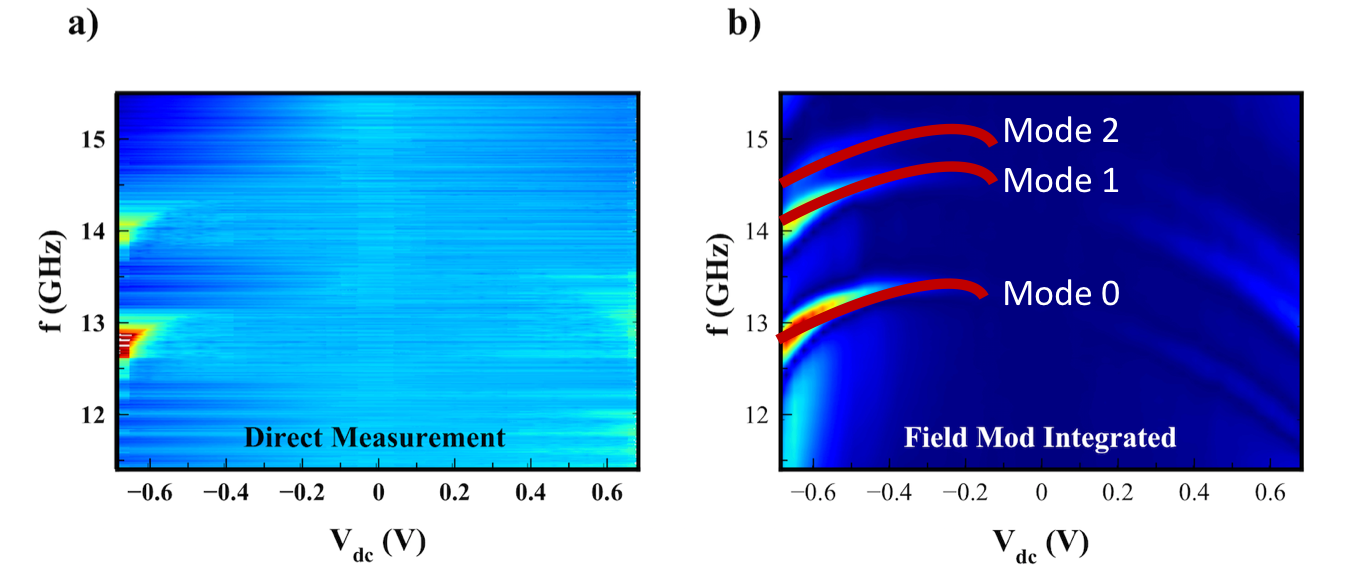 a)
15
14
13
12
f (GHz)
Direct Measurement
−0.6 −0.4 −0.2 0 0.2 0.4 0.6
Vdc (V)
b)
15
14
13
12
f (GHz)
Mode 2
Mode 1
Mode 0
Field Mod Integrated
−0.6 −0.4 −0.2 0 0.2 0.4 0.6
Vdc (V)